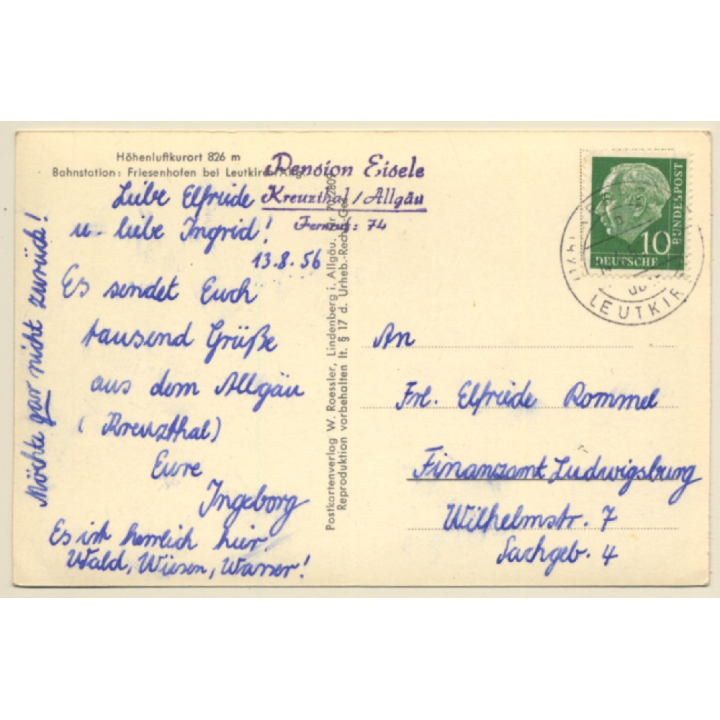 Höhenluftkurort 826 m
Bahnstation: Friesenhofen bei Leutkirch
Pension Eisele
Kreuzthal/Allgäu
Fernruf: 74
Liebe Elfriede
u. liebe Ingrid!
13.8.56
Es sendet Euch
tausend Grüße
aus dem Allgäu
(Kreuzthal)
Eure
Ingeborg
Es ist herrlich hier.
Wald, Wiesen, Wasser!
Möchte gar nicht zurück!
Postkartenverlag W. Roessler, Lindenberg i. Allgäu.
Reproduktion vorbehalten lt. § 17 d. Urheb.-Recht-Ges.
10
DEUTSCHE
BUNDESPOST
LEUTKIR
An
Frl. Elfriede Rommel
Finanzamt Ludwigsburg
Wilhelmstr. 7
Sachgeb. 4